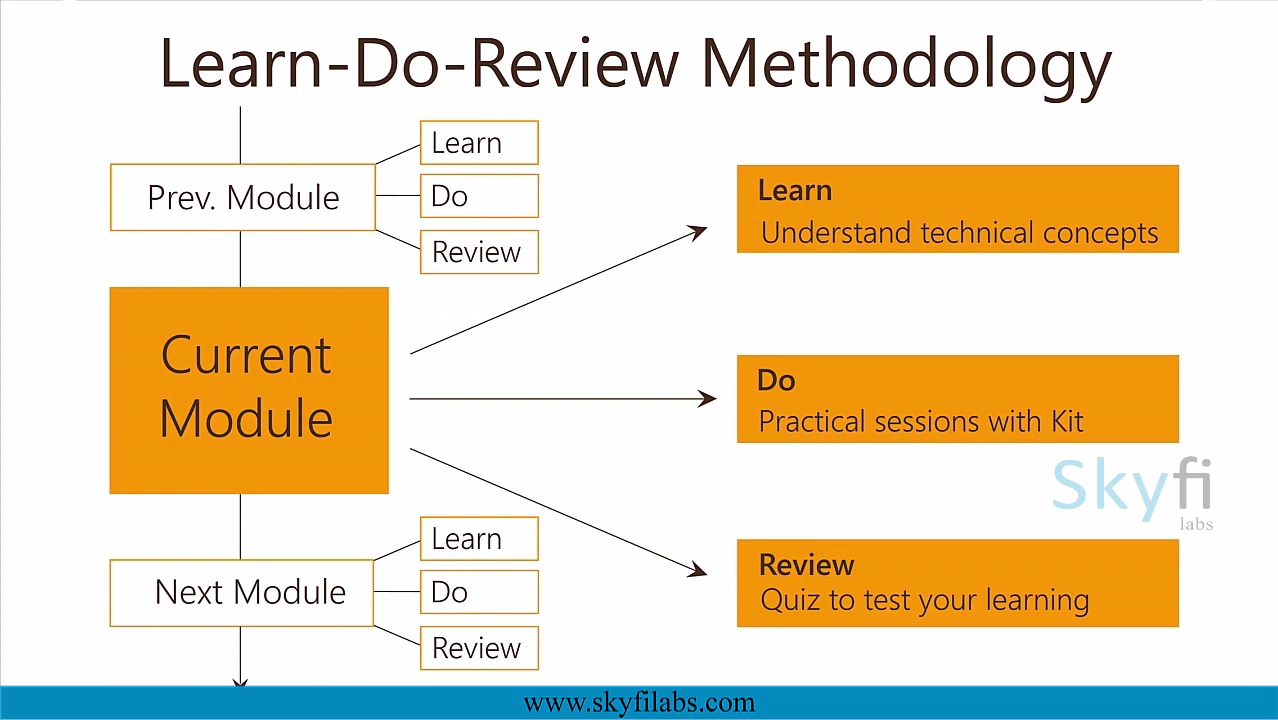 Learn-Do-Review Methodology
Prev. Module
Learn
Do
Review
Current
Module
Next Module
Learn
Do
Review
Learn
Understand technical concepts
Do
Practical sessions with Kit
Skyfi
labs
Review
Quiz to test your learning
www.skyfilabs.com